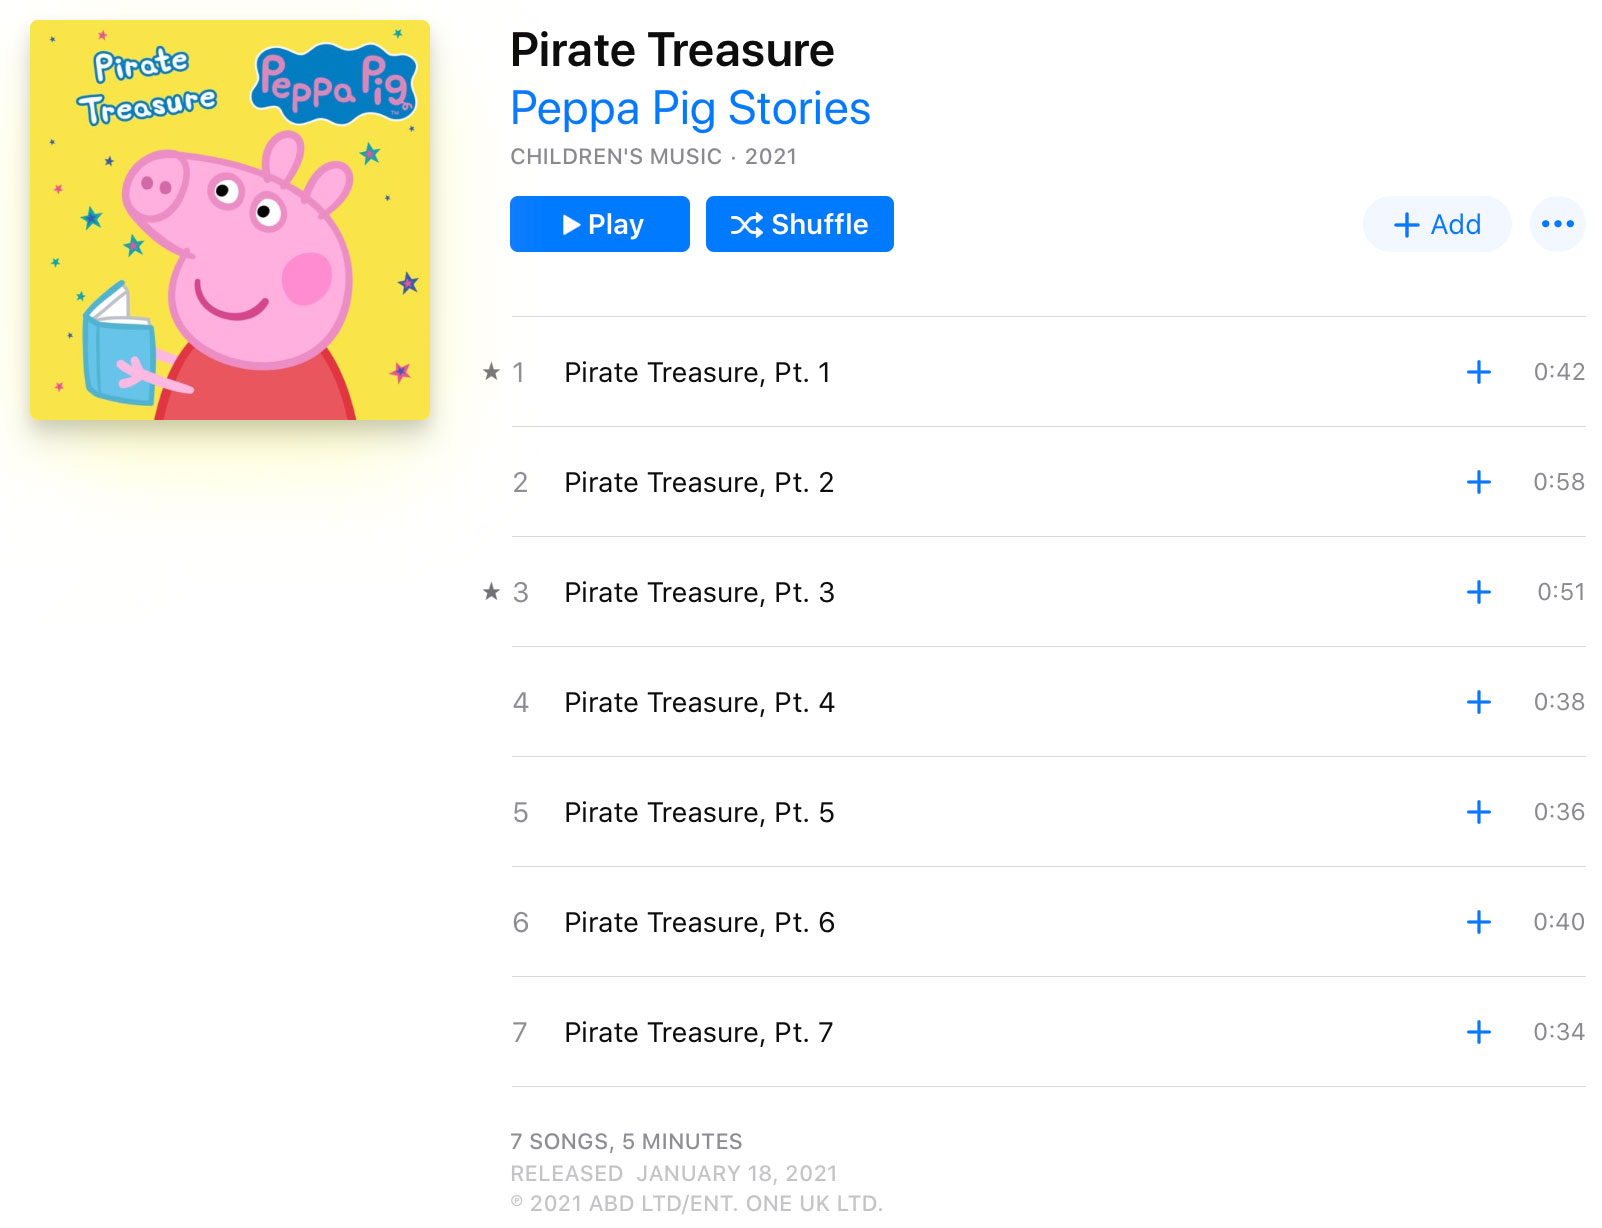 Pirate
Treasure
Peppa Pig
™
Pirate Treasure
Peppa Pig Stories
CHILDREN'S MUSIC · 2021
▶ Play
Shuffle
+ Add
•••
★ 1 Pirate Treasure, Pt. 1 + 0:42
2 Pirate Treasure, Pt. 2 + 0:58
★ 3 Pirate Treasure, Pt. 3 + 0:51
4 Pirate Treasure, Pt. 4 + 0:38
5 Pirate Treasure, Pt. 5 + 0:36
6 Pirate Treasure, Pt. 6 + 0:40
7 Pirate Treasure, Pt. 7 + 0:34
7 SONGS, 5 MINUTES
RELEASED JANUARY 18, 2021
℗ 2021 ABD LTD/ENT. ONE UK LTD.